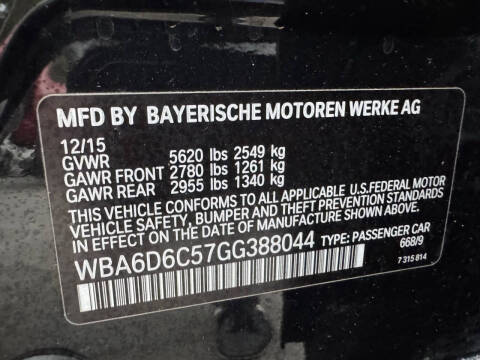 MFD BY BAYERISCHE MOTOREN WERKE AG
12/15
GVWR 5620 lbs 2549 kg
GAWR FRONT 2780 lbs 1261 kg
GAWR REAR 2955 lbs 1340 kg
THIS VEHICLE CONFORMS TO ALL APPLICABLE U.S.FEDERAL MOTOR
VEHICLE SAFETY, BUMPER AND THEFT PREVENTION STANDARDS
IN EFFECT ON THE DATE OF MANUFACTURE SHOWN ABOVE.
WBA6D6C57GG388044 TYPE: PASSENGER CAR
668/9
7 315 814